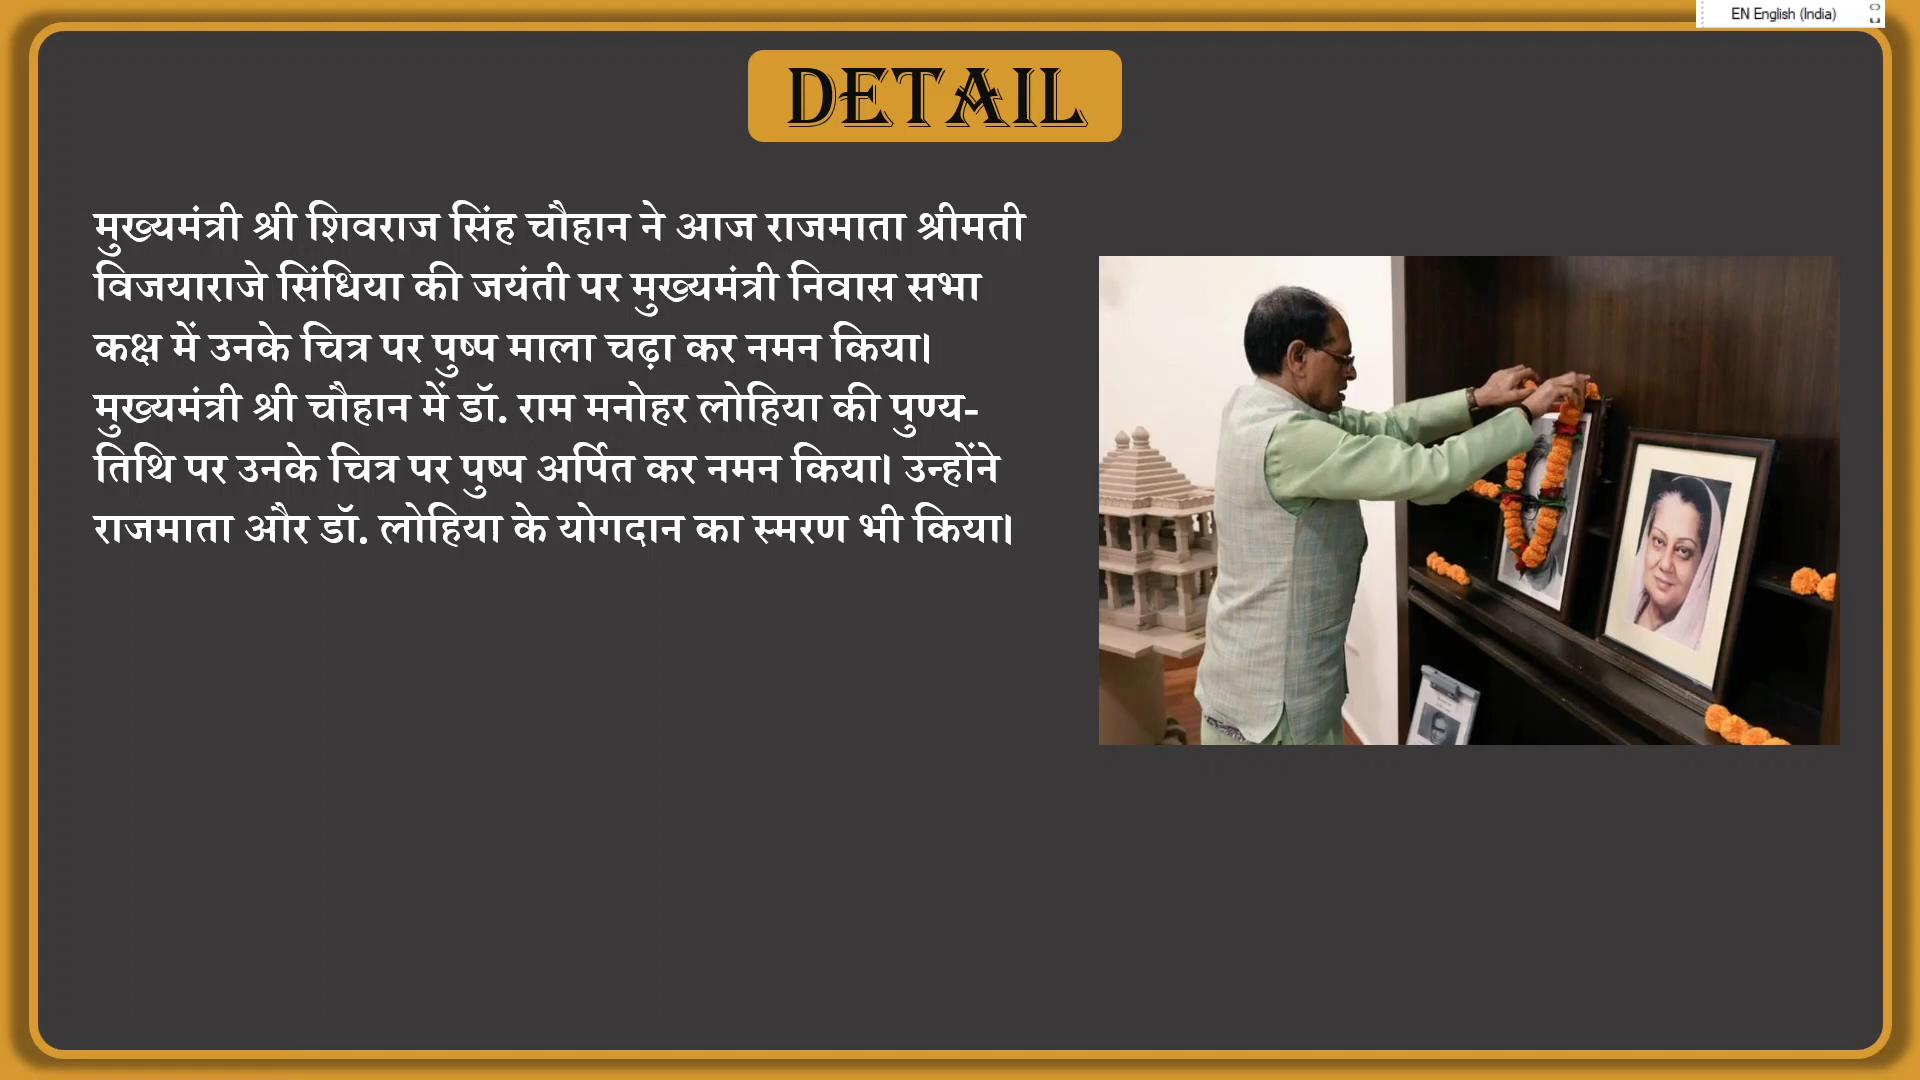 EN English (India)
DETAIL
मुख्यमंत्री श्री शिवराज सिंह चौहान ने आज राजमाता श्रीमती
विजयाराजे सिंधिया की जयंती पर मुख्यमंत्री निवास सभा
कक्ष में उनके चित्र पर पुष्प माला चढ़ा कर नमन किया।
मुख्यमंत्री श्री चौहान में डॉ. राम मनोहर लोहिया की पुण्य-
तिथि पर उनके चित्र पर पुष्प अर्पित कर नमन किया। उन्होंने
राजमाता और डॉ. लोहिया के योगदान का स्मरण भी किया।